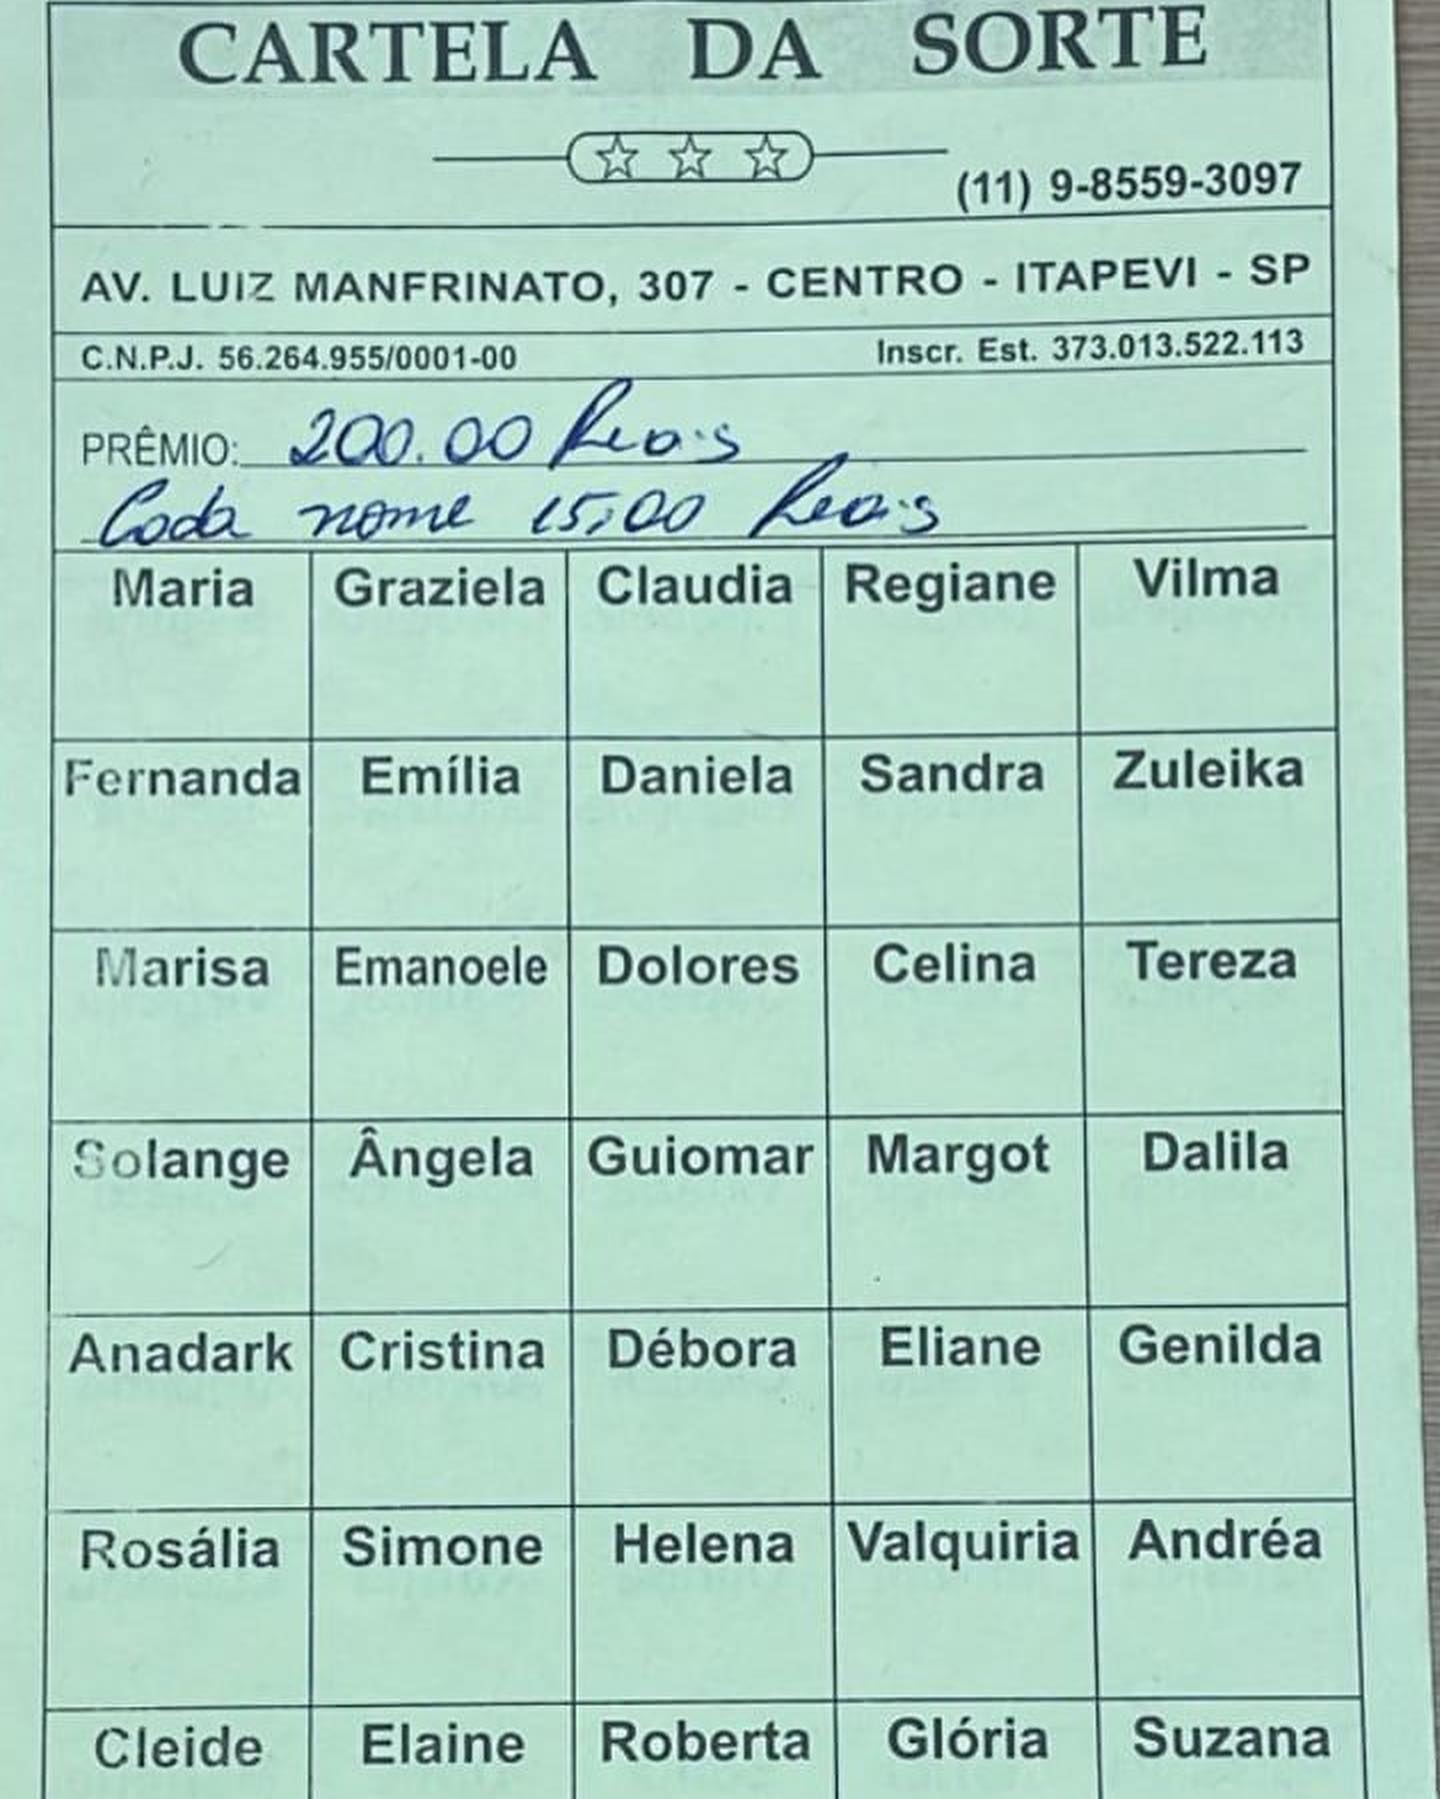 CARTELA DA SORTE
(11) 9-8559-3097
AV. LUIZ MANFRINATO, 307 - CENTRO - ITAPEVI - SP
C.N.P.J. 56.264.955/0001-00 Inscr. Est. 373.013.522.113
PRÊMIO: 200.00 Reais
Cada nome 15,00 Reais
Maria Graziela Claudia Regiane Vilma
Fernanda Emília Daniela Sandra Zuleika
Marisa Emanoele Dolores Celina Tereza
Solange Ângela Guiomar Margot Dalila
Anadark Cristina Débora Eliane Genilda
Rosália Simone Helena Valquiria Andréa
Cleide Elaine Roberta Glória Suzana